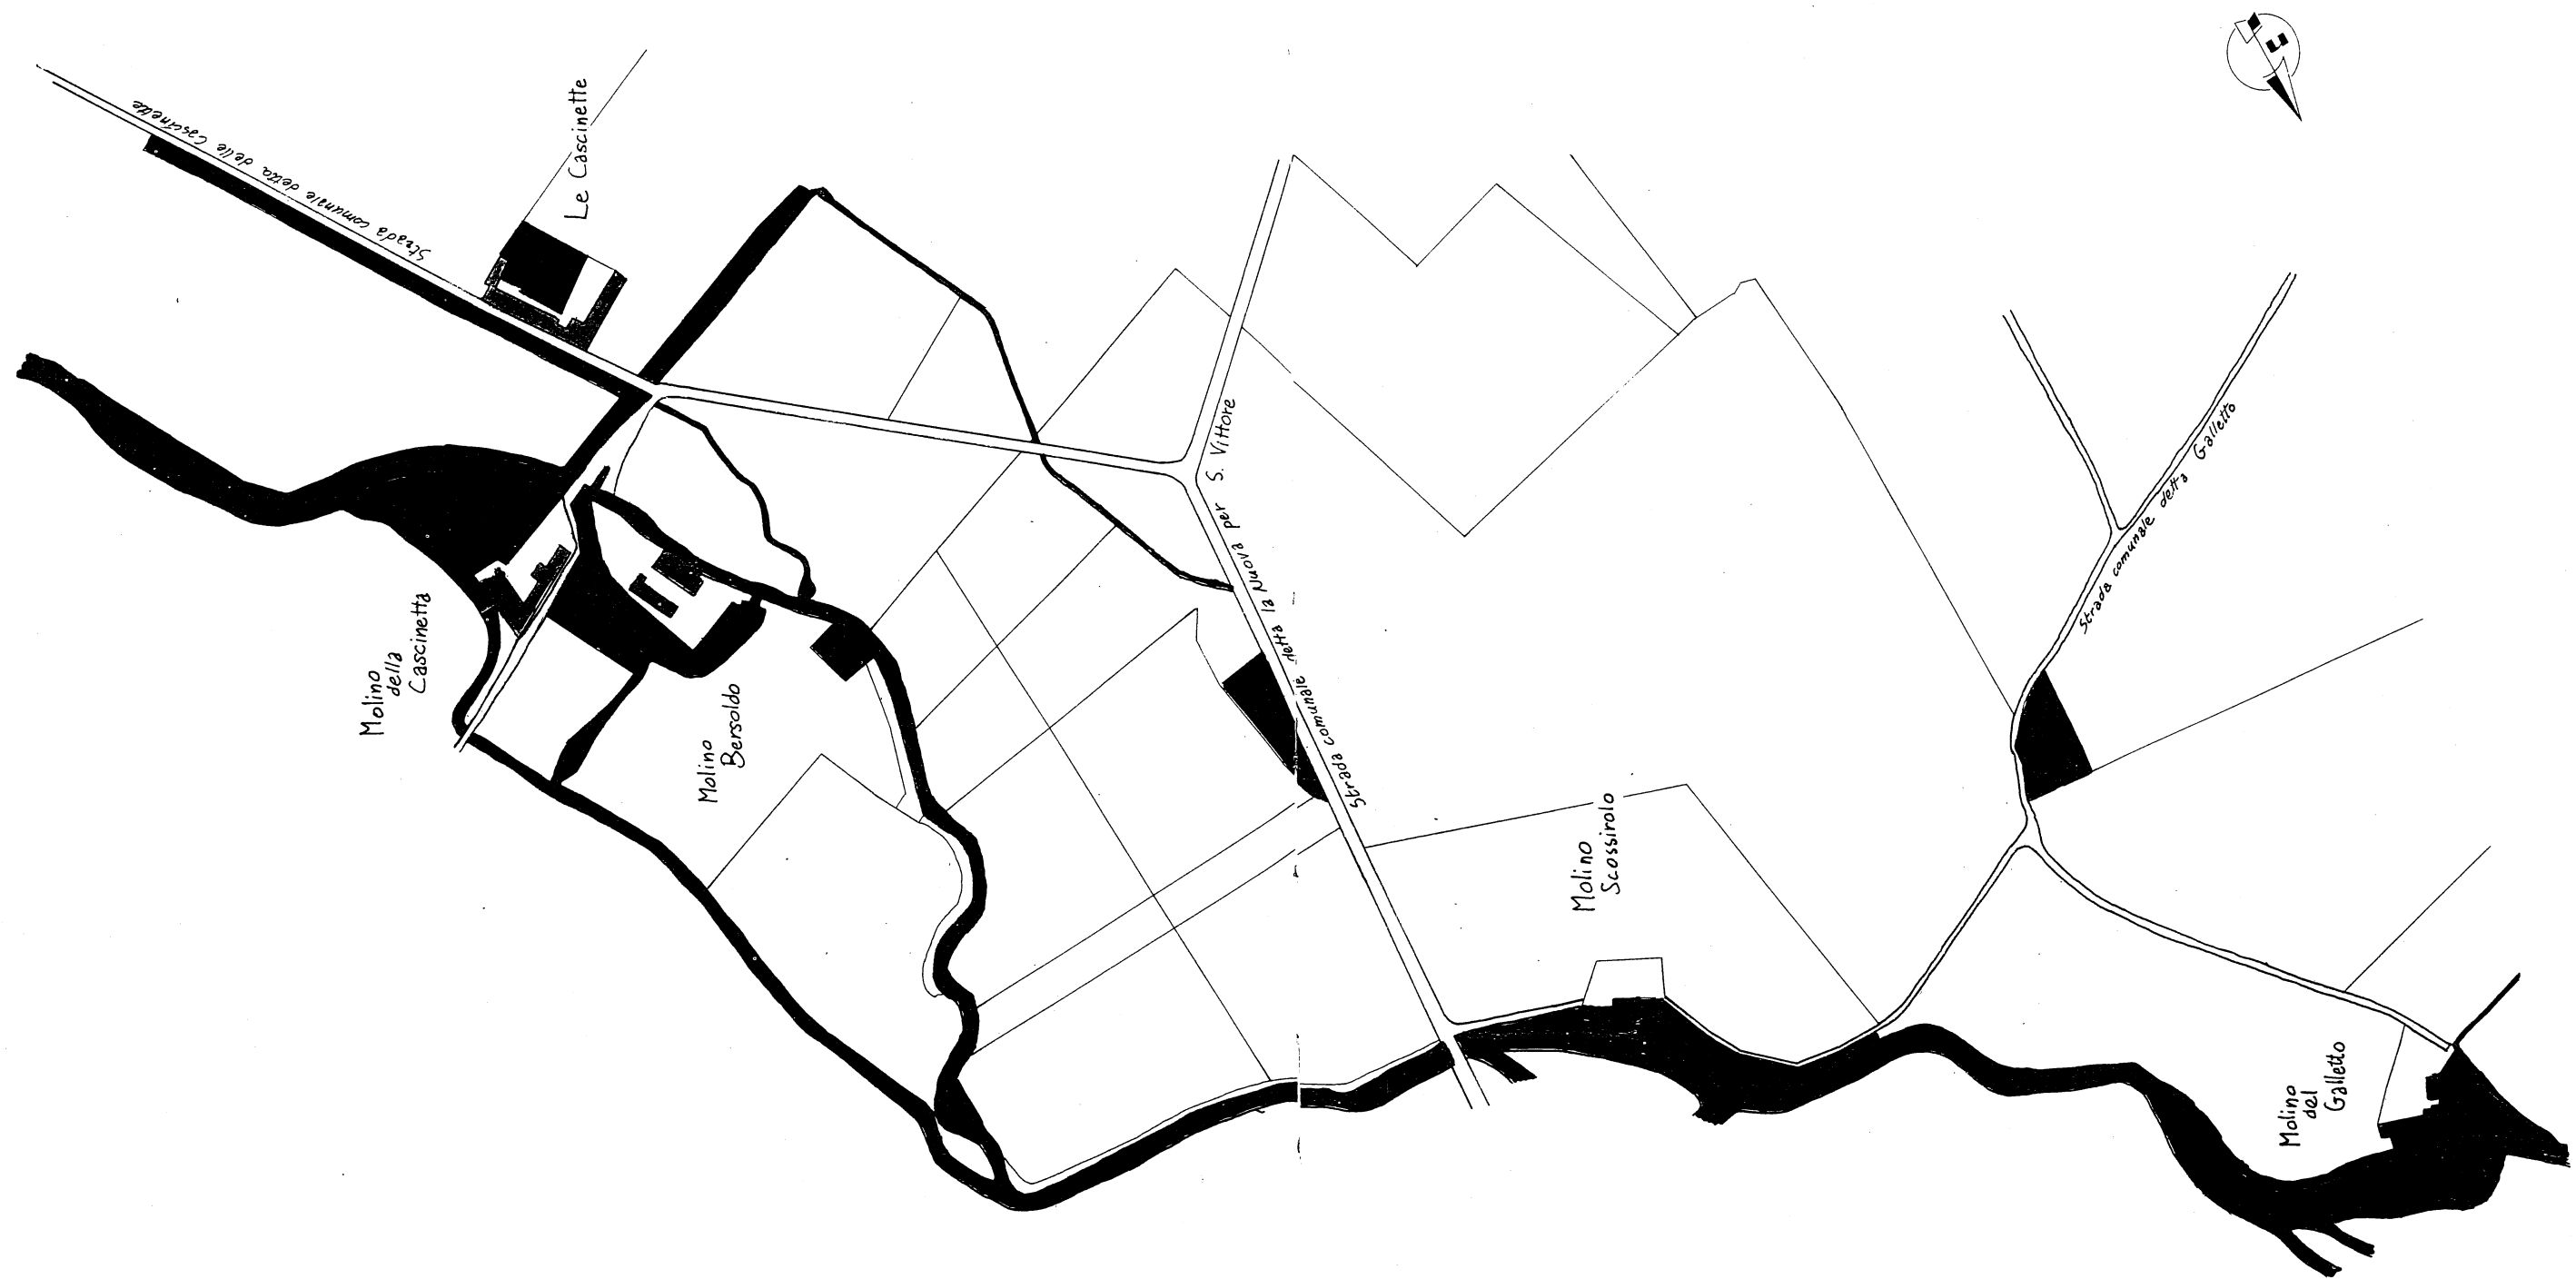 Strada comunale detta delle Cascinette
Le Cascinette
Molino
della
Cascinetta
Molino
Bersoldo
Strada comunale detta la Nuova per S. Vittore
Molino
Scossirolo
Strada comunale detta Galletto
Molino
del
Galletto